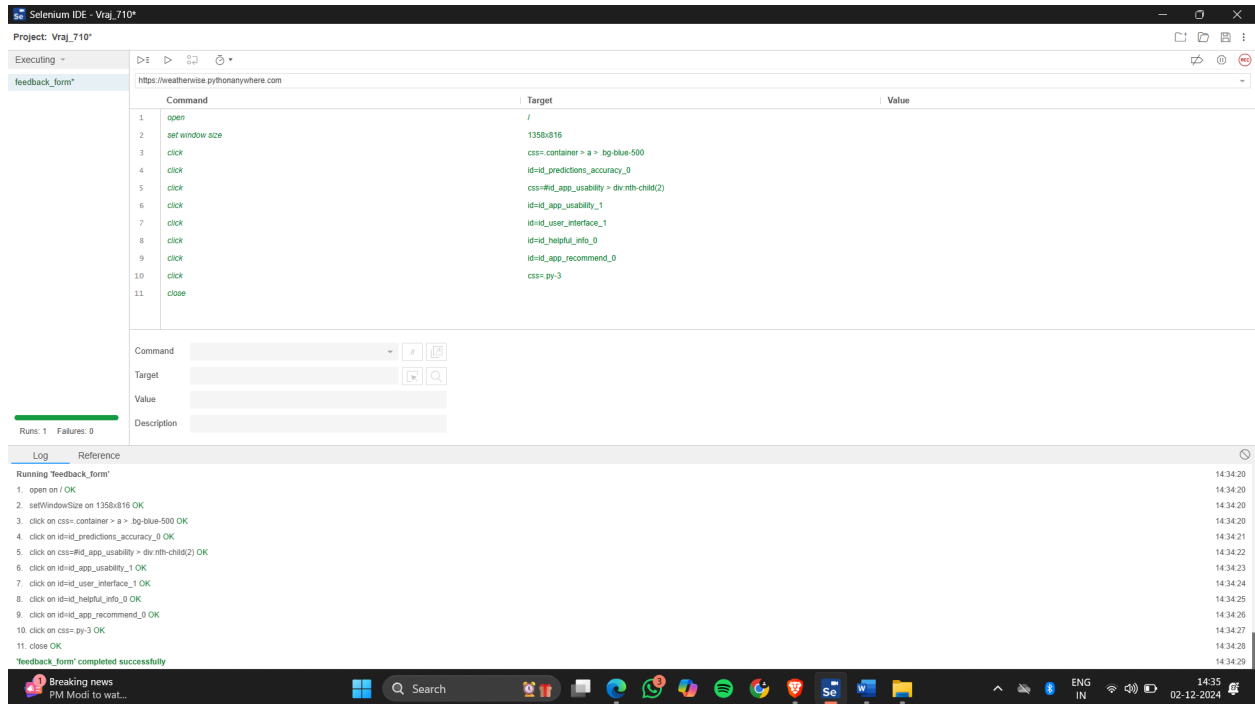 Selenium IDE - Vraj_710*
Project: Vraj_710*
Executing
REC
feedback_form*
https://weatherwise.pythonanywhere.com
Command Target Value
1 open /
2 set window size 1358x816
3 click css=.container > a > .bg-blue-500
4 click id=id_predictions_accuracy_0
5 click css=#id_app_usability > div:nth-child(2)
6 click id=id_app_usability_1
7 click id=id_user_interface_1
8 click id=id_helpful_info_0
9 click id=id_app_recommend_0
10 click css=.py-3
11 close
Command //
Target
Value
Description
Runs: 1 Failures: 0
Log Reference
Running 'feedback_form' 14:34:20
1. open on / OK 14:34:20
2. setWindowSize on 1358x816 OK 14:34:20
3. click on css=.container > a > .bg-blue-500 OK 14:34:20
4. click on id=id_predictions_accuracy_0 OK 14:34:21
5. click on css=#id_app_usability > div:nth-child(2) OK 14:34:22
6. click on id=id_app_usability_1 OK 14:34:23
7. click on id=id_user_interface_1 OK 14:34:24
8. click on id=id_helpful_info_0 OK 14:34:25
9. click on id=id_app_recommend_0 OK 14:34:26
10. click on css=.py-3 OK 14:34:27
11. close OK 14:34:28
'feedback_form' completed successfully 14:34:29
1 Breaking news
PM Modi to wat...
Search
3
Se
W
ENG
IN
14:35
02-12-2024